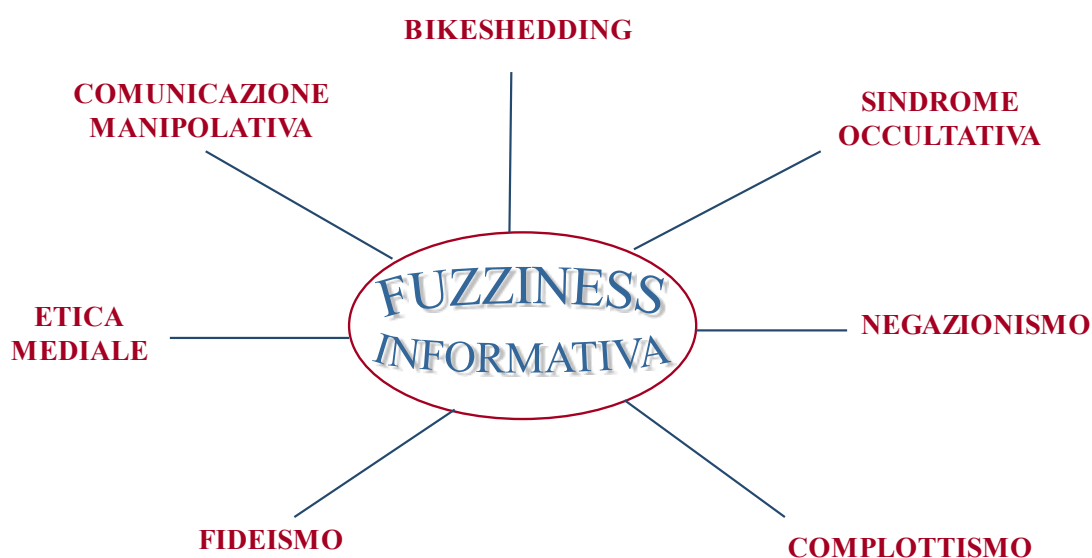 BIKESHEDDING
COMUNICAZIONE
MANIPOLATIVA
SINDROME
OCCULTATIVA
FUZZINESS
INFORMATIVA
ETICA
MEDIALE
NEGAZIONISMO
FIDEISMO
COMPLOTTISMO